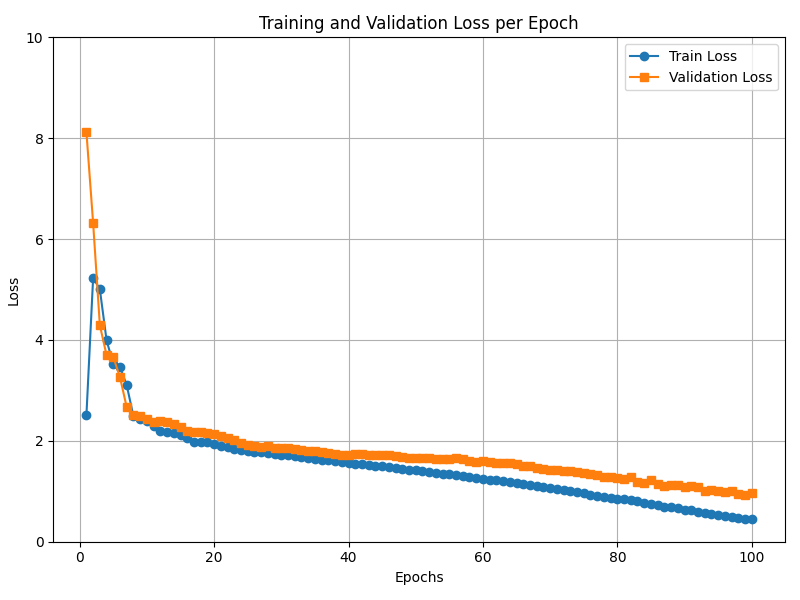 Training and Validation Loss per Epoch
Train Loss
Validation Loss
10
8
6
4
2
0
Loss
0 20 40 60 80 100
Epochs